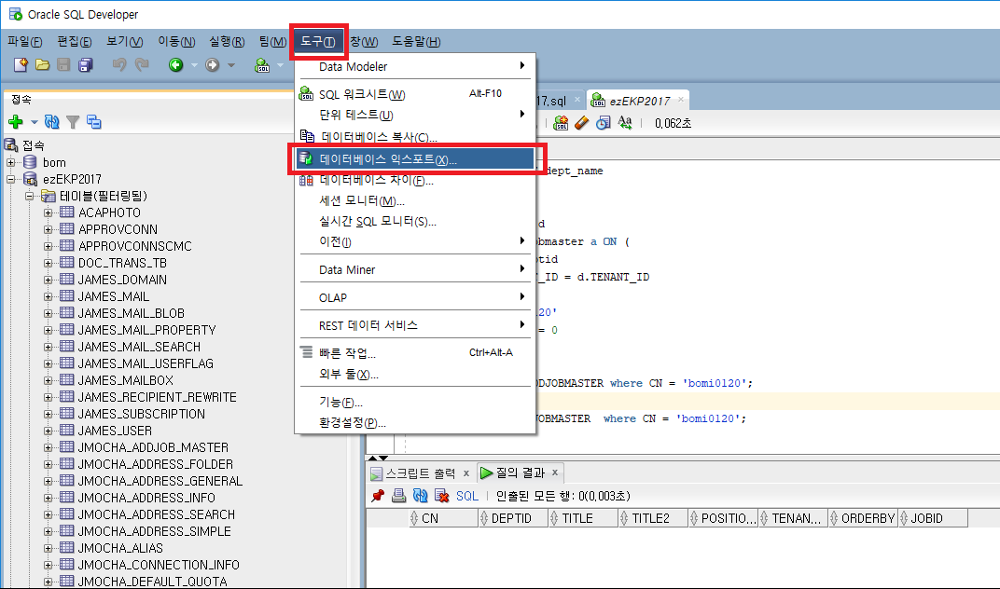 Oracle SQL Developer
파일(F) 편집(E) 보기(V) 이동(N) 실행(R) 팀(M) 도구(T) 창(W) 도움말(H)
접속
접속
bom
ezEKP2017
테이블(필터링됨)
ACAPHOTO
APPROVCONN
APPROVCONNSCMC
DOC_TRANS_TB
JAMES_DOMAIN
JAMES_MAIL
JAMES_MAIL_BLOB
JAMES_MAIL_PROPERTY
JAMES_MAIL_SEARCH
JAMES_MAIL_USERFLAG
JAMES_MAILBOX
JAMES_RECIPIENT_REWRITE
JAMES_SUBSCRIPTION
JAMES_USER
JMOCHA_ADDJOB_MASTER
JMOCHA_ADDRESS_FOLDER
JMOCHA_ADDRESS_GENERAL
JMOCHA_ADDRESS_INFO
JMOCHA_ADDRESS_SEARCH
JMOCHA_ADDRESS_SIMPLE
JMOCHA_ALIAS
JMOCHA_CONNECTION_INFO
JMOCHA_DEFAULT_QUOTA
Data Modeler
SQL 워크시트(W) Alt-F10
단위 테스트(U)
데이터베이스 복사(C)...
데이터베이스 익스포트(X)...
데이터베이스 차이(F)...
세션 모니터(M)...
실시간 SQL 모니터(S)...
이전(I)
Data Miner
OLAP
REST 데이터 서비스
빠른 작업... Ctrl+Alt-A
외부 툴(X)...
기능(F)...
환경설정(P)...
17.sql ezEKP2017
0,062초
dept_name
d
bmaster a ON (
tid
T_ID = d.TENANT_ID
20'
= 0
DDJOBMASTER where CN = 'bomi0120';
JOBMASTER where CN = 'bomi0120';
스크립트 출력 x 질의 결과 x
SQL | 인출된 모든 행: 0(0,003초)
CN DEPTID TITLE TITLE2 POSITIO... TENAN... ORDERBY JOBID